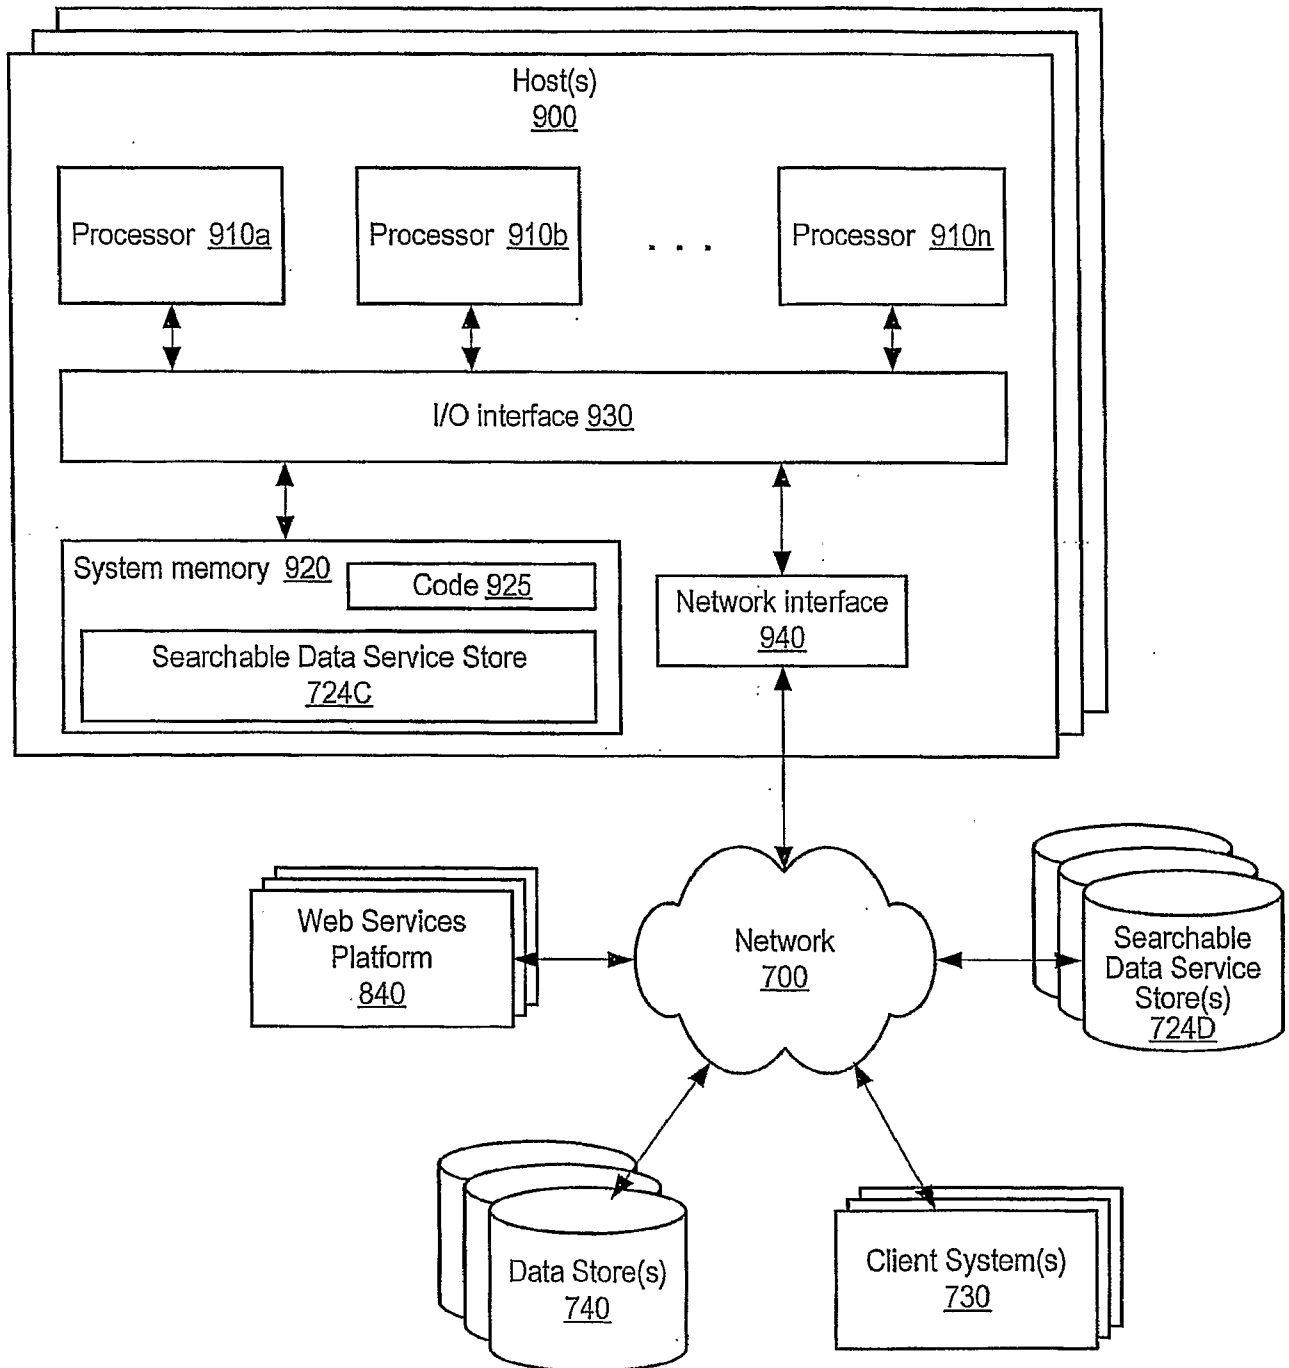 Host(s)
900
Processor 910a
Processor 910b
. . .
Processor 910n
I/O interface 930
System memory 920
Code 925
Searchable Data Service Store
724C
Network interface
940
Web Services
Platform
840
Network
700
Searchable
Data Service
Store(s)
724D
Data Store(s)
740
Client System(s)
730